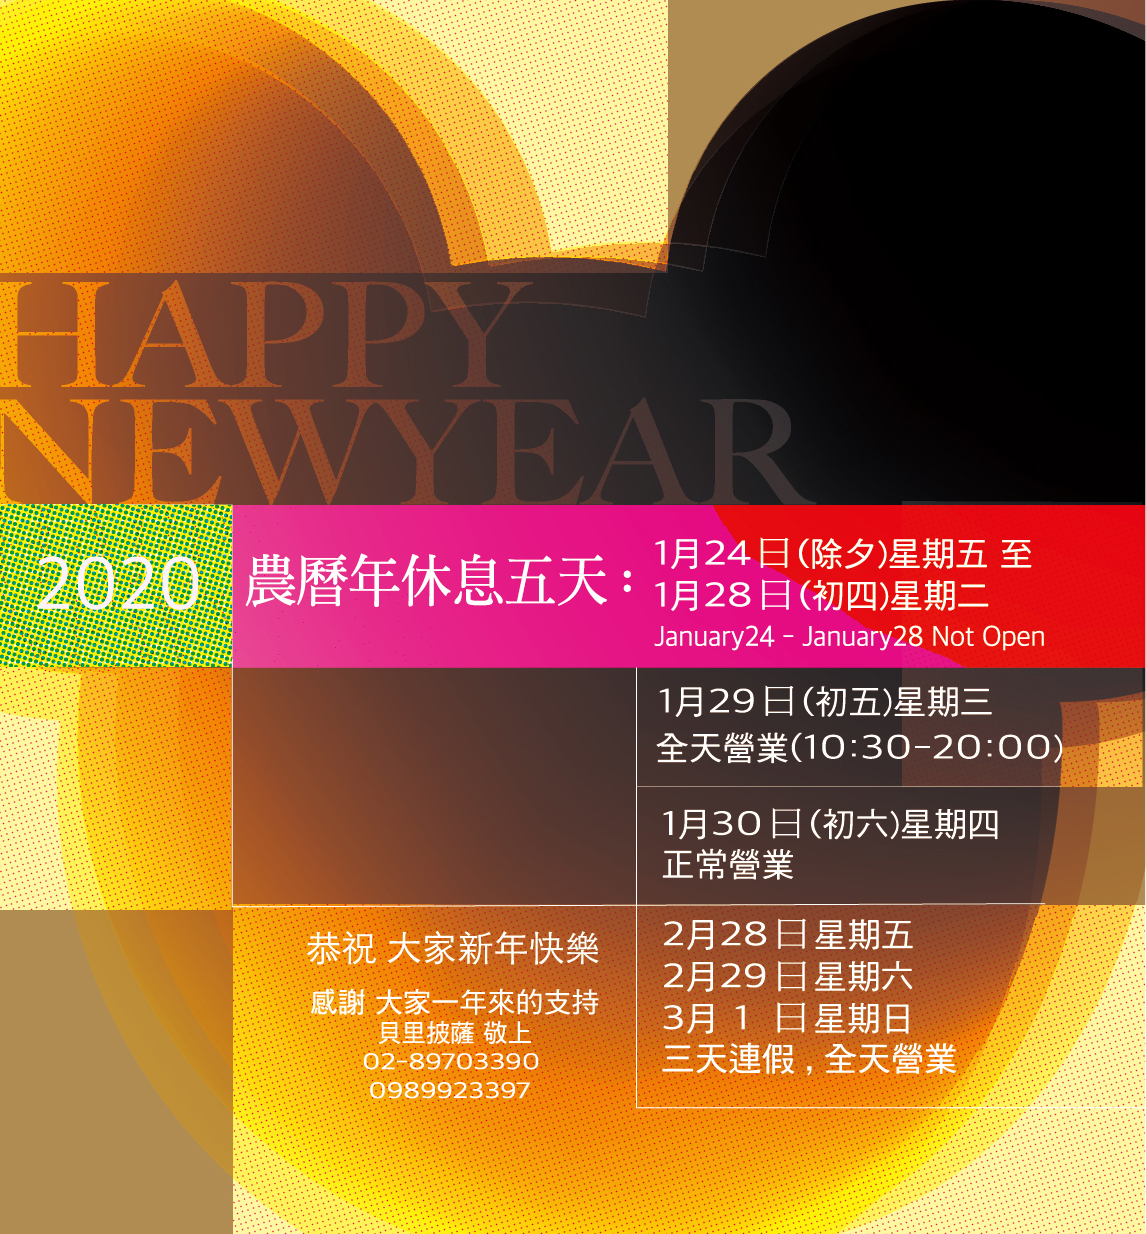 HAPPY
NEWYEAR
2020
農曆年休息五天：
1月24日(除夕)星期五 至
1月28日(初四)星期二
January24 - January28 Not Open
1月29日(初五)星期三
全天營業(10:30-20:00)
1月30日(初六)星期四
正常營業
2月28日星期五
2月29日星期六
3月 1 日星期日
三天連假 , 全天營業
恭祝 大家新年快樂
感謝 大家一年來的支持
貝里披薩 敬上
02-89703390
0989923397